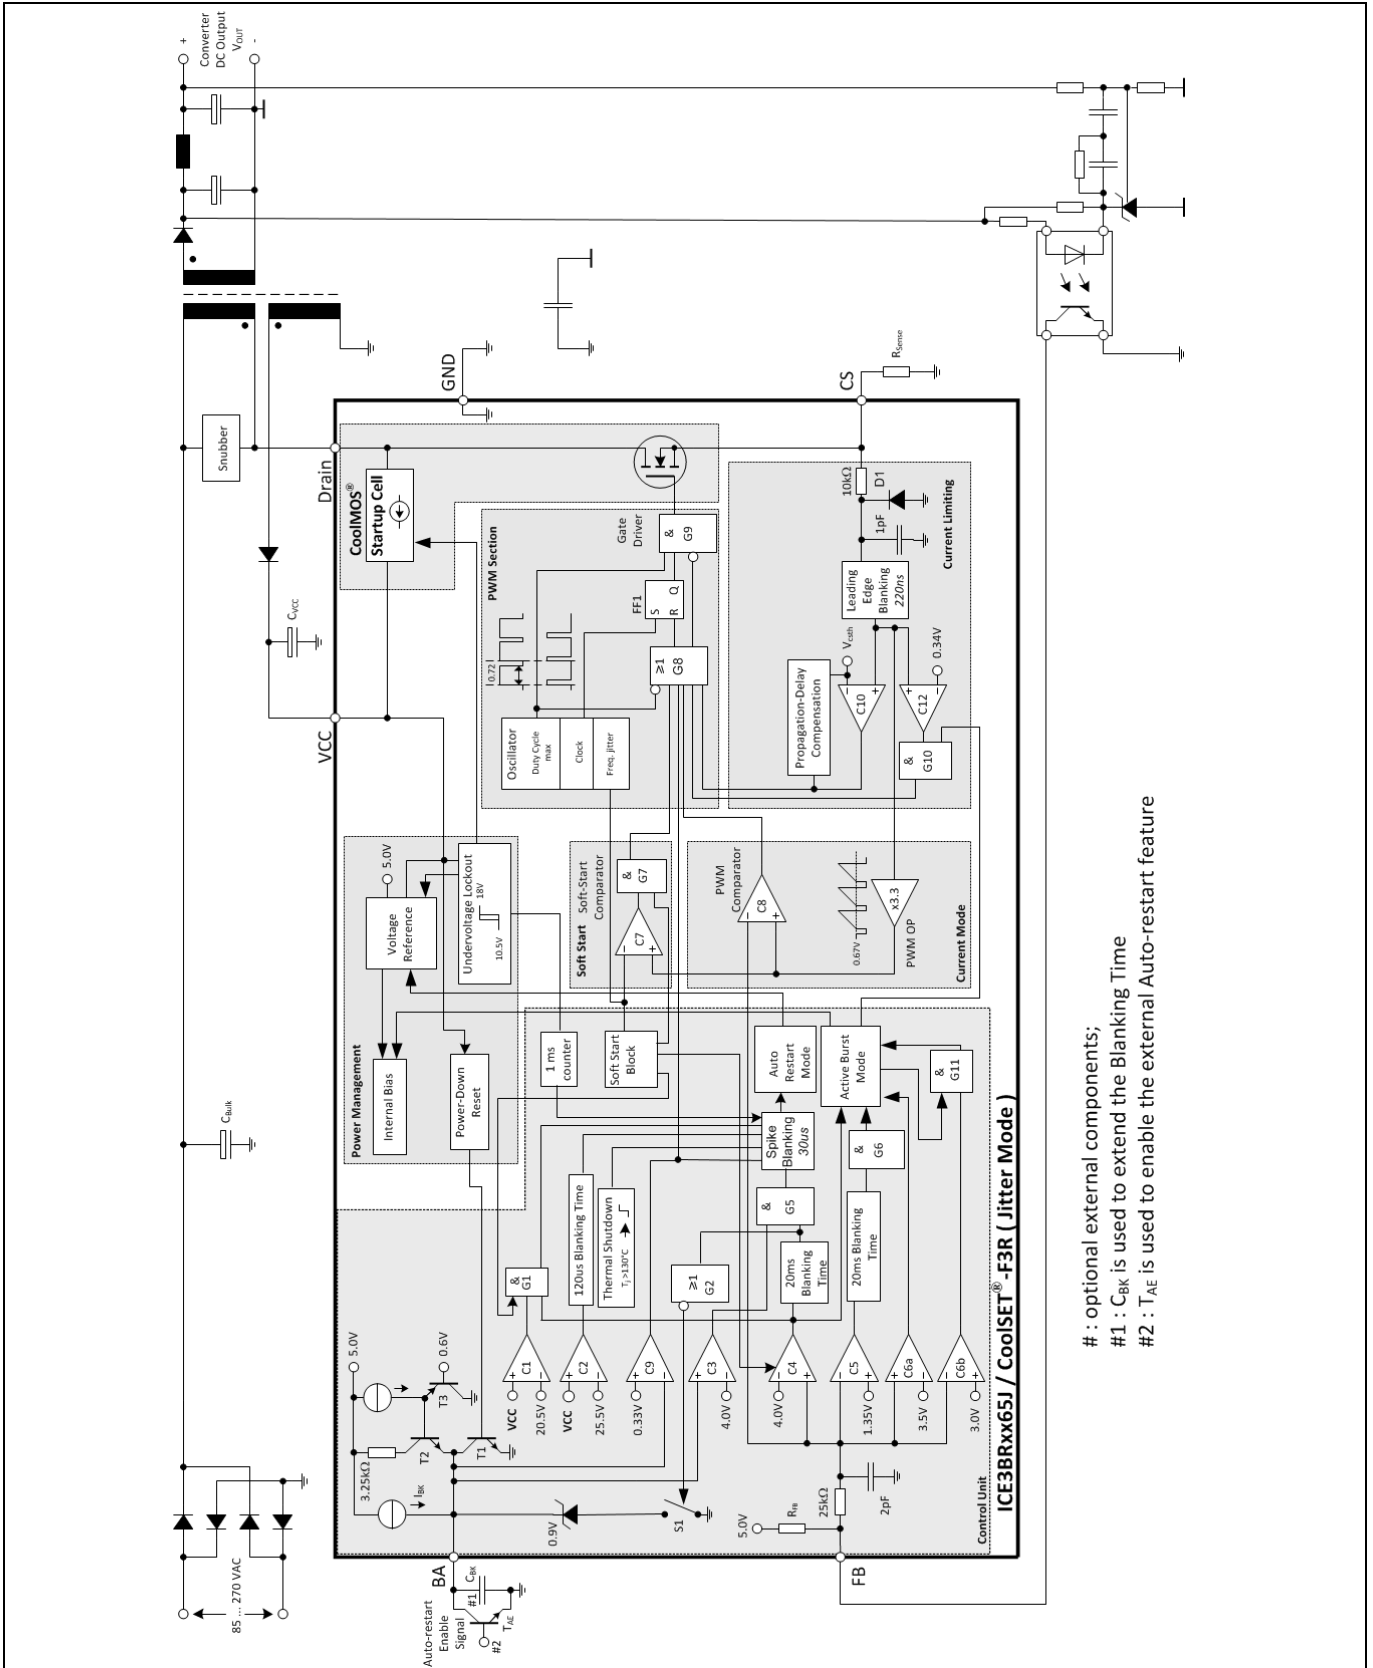 85 ... 270 VAC
C_Bulk
Snubber
Converter
DC Output
V_OUT
+
-
C_VCC
VCC
Drain
GND
CS
R_Sense
CoolMOS®
Startup Cell
Power Management
Internal Bias
Voltage
Reference
5.0V
Power-Down
Reset
Undervoltage Lockout
18V
10.5V
PWM Section
Oscillator
Duty Cycle
max
Clock
Freq. jitter
0.72
FF1
S
R
Q
Gate
Driver
&
G9
≥1
G8
Soft Start
Soft-Start
Comparator
C7
&
G7
1 ms
counter
Soft Start
Block
PWM
Comparator
C8
0.67V
x3.3
PWM OP
Current Mode
Propagation-Delay
Compensation
V_csth
C10
C12
0.34V
&
G10
Leading
Edge
Blanking
220ns
10kΩ
D1
1pF
Current Limiting
Auto-restart
Enable
Signal
#2
T_AE
#1
C_BK
BA
5.0V
3.25kΩ
I_BK
T2
T3
0.6V
T1
0.9V
S1
VCC
20.5V
C1
&
G1
VCC
25.5V
C2
120us Blanking Time
Thermal Shutdown
T_j >130°C
0.33V
C9
4.0V
C3
≥1
G2
4.0V
C4
20ms
Blanking
Time
&
G5
Spike
Blanking
30us
Auto
Restart
Mode
1.35V
C5
20ms Blanking
Time
&
G6
Active Burst
Mode
3.5V
C6a
3.0V
C6b
&
G11
FB
5.0V
R_FB
25kΩ
2pF
Control Unit
ICE3BRxx65J / CoolSET® -F3R ( Jitter Mode )
# : optional external components;
#1 : C_BK is used to extend the Blanking Time
#2 : T_AE is used to enable the external Auto-restart feature